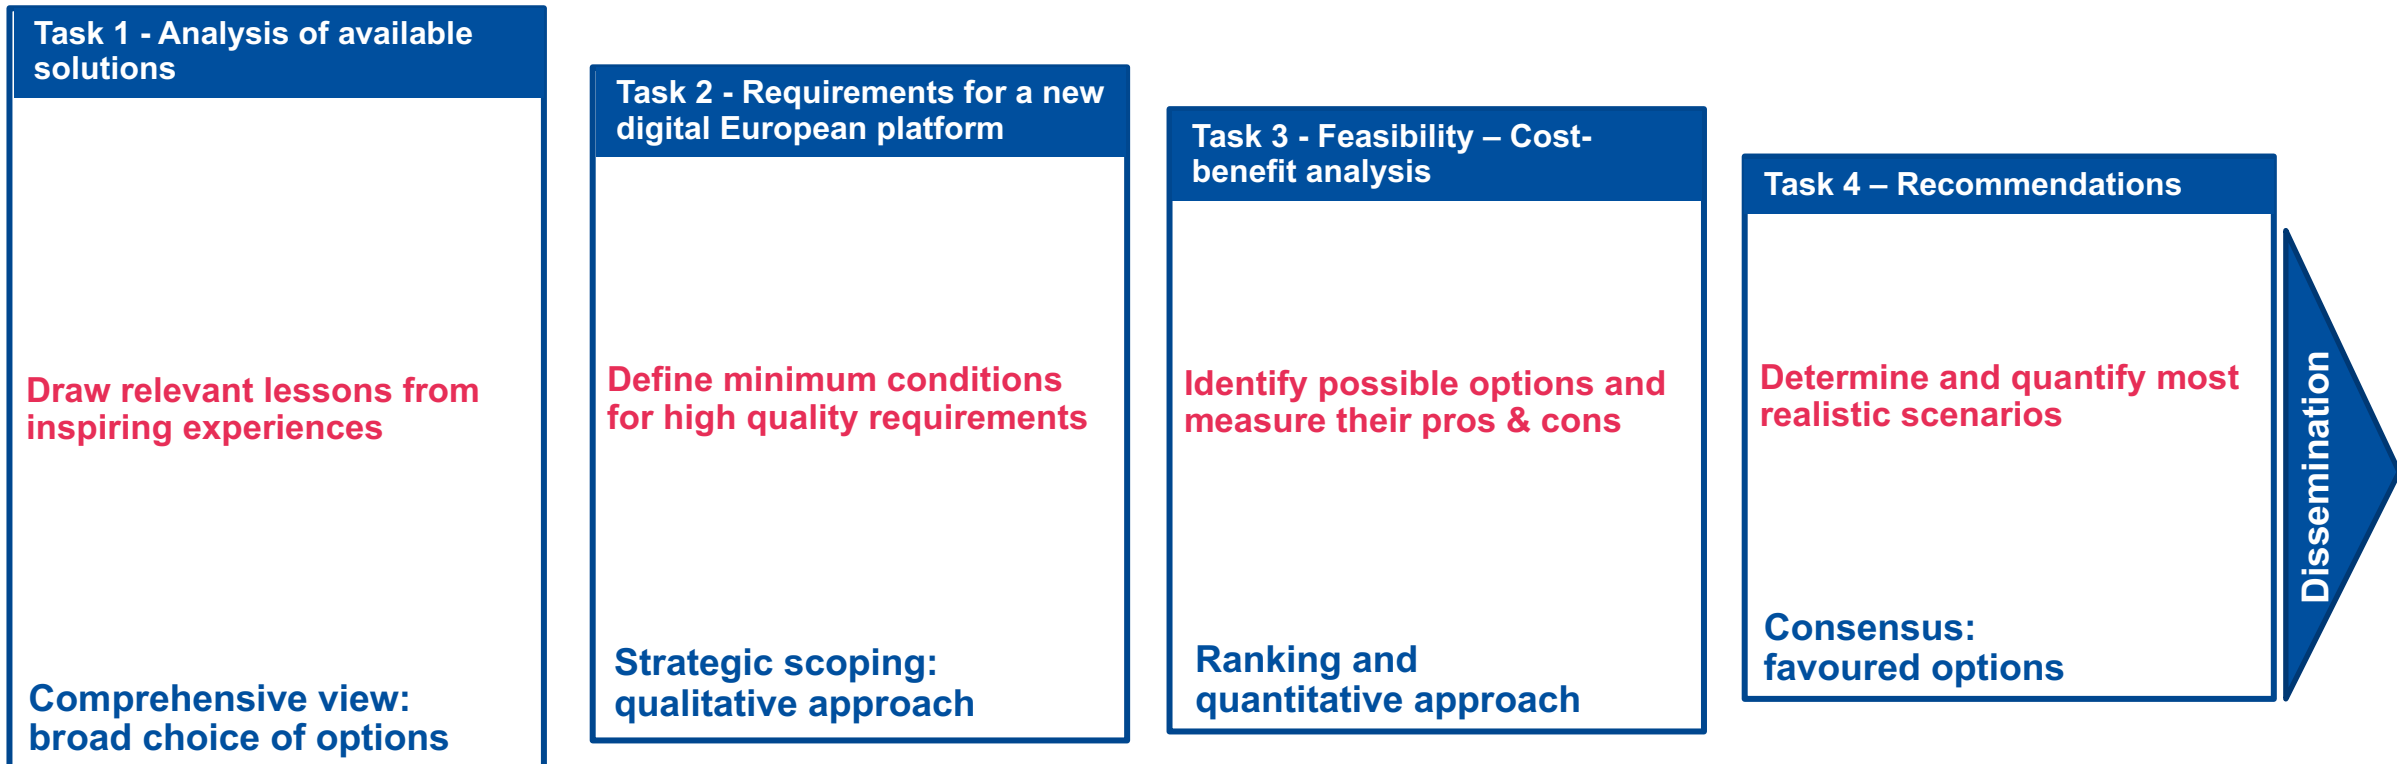 Task 1 - Analysis of available
solutions
Draw relevant lessons from
inspiring experiences
Comprehensive view:
broad choice of options
Task 2 - Requirements for a new
digital European platform
Define minimum conditions
for high quality requirements
Strategic scoping:
qualitative approach
Task 3 - Feasibility – Cost-
benefit analysis
Identify possible options and
measure their pros & cons
Ranking and
quantitative approach
Task 4 – Recommendations
Determine and quantify most
realistic scenarios
Consensus:
favoured options
Dissemination